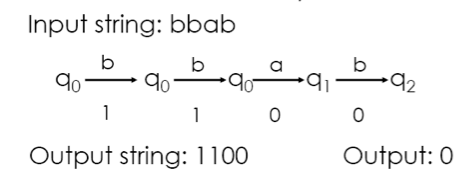 Input string: bbab
b b a b
q0 q0 q0 q1 q2
1 1 0 0
Output string: 1100 Output: 0